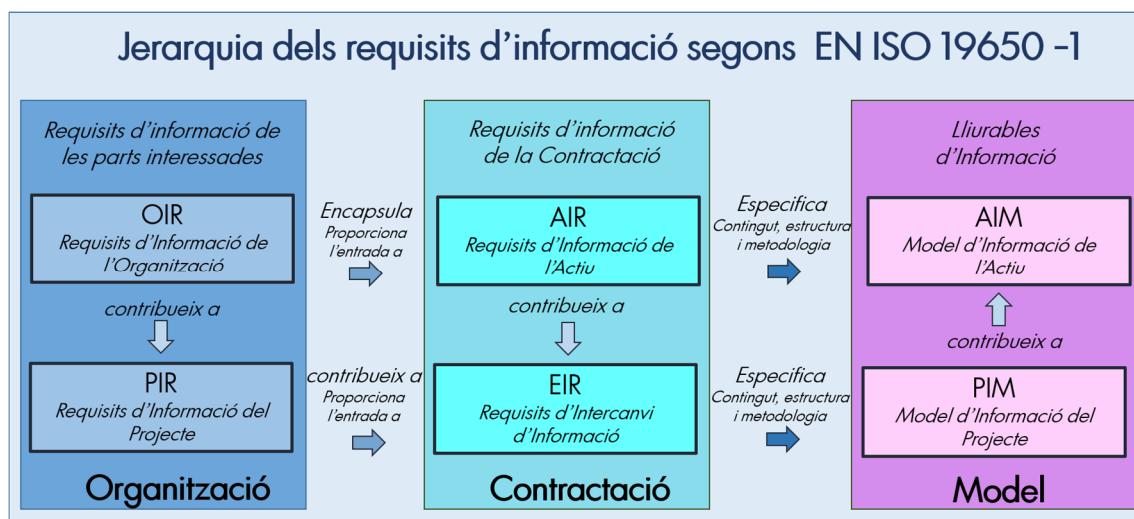 Jerarquia dels requisits d'informació segons EN ISO 19650 -1
Requisits d'informació de
les parts interessades
OIR
Requisits d'Informació de
l'Organització
contribueix a
PIR
Requisits d'Informació del
Projecte
Organització
Encapsula
Proporciona
l'entrada a
contribueix a
Proporciona
l'entrada a
Requisits d'informació
de la Contractació
AIR
Requisits d'Informació de
l'Actiu
contribueix a
EIR
Requisits d'Intercanvi
d'Informació
Contractació
Especifica
Contingut, estructura
i metodologia
Especifica
Contingut, estructura
i metodologia
Lliurables
d'Informació
AIM
Model d'Informació de
l'Actiu
contribueix a
PIM
Model d'Informació del
Projecte
Model